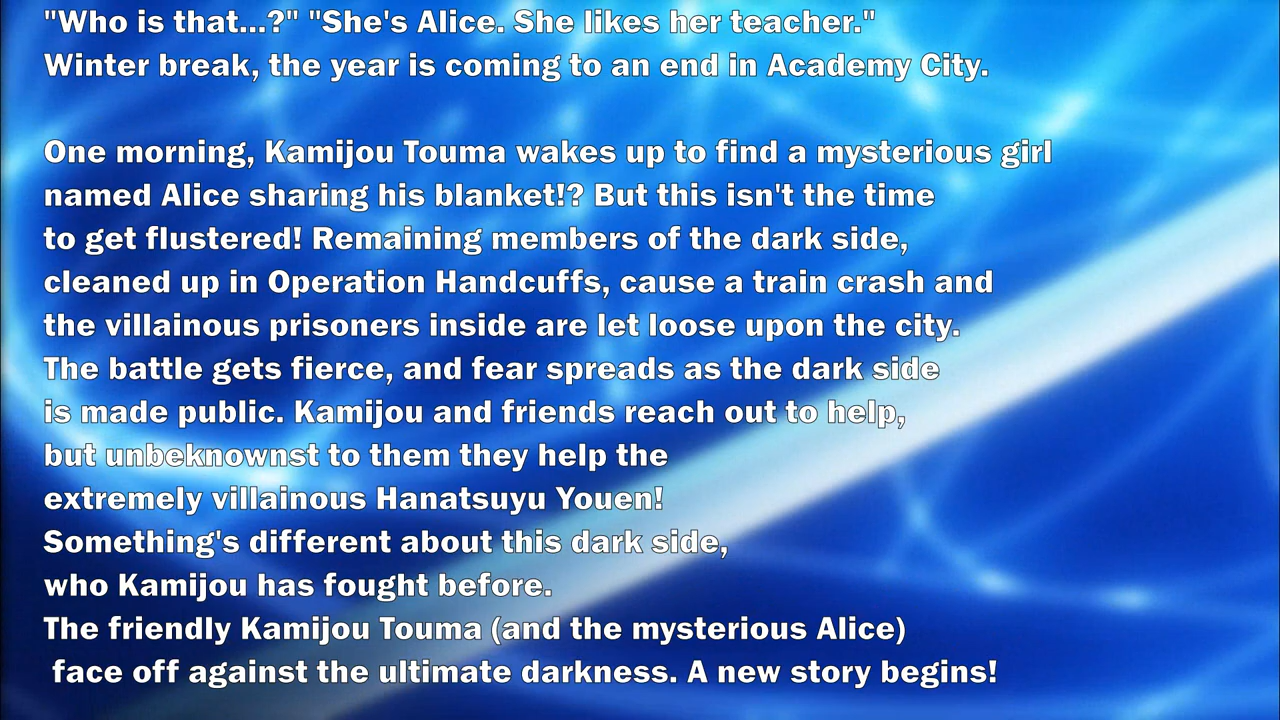 "Who is that...?" "She's Alice. She likes her teacher."
Winter break, the year is coming to an end in Academy City.
One morning, Kamijou Touma wakes up to find a mysterious girl
named Alice sharing his blanket!? But this isn't the time
to get flustered! Remaining members of the dark side,
cleaned up in Operation Handcuffs, cause a train crash and
the villainous prisoners inside are let loose upon the city.
The battle gets fierce, and fear spreads as the dark side
is made public. Kamijou and friends reach out to help,
but unbeknownst to them they help the
extremely villainous Hanatsuyu Youen!
Something's different about this dark side,
who Kamijou has fought before.
The friendly Kamijou Touma (and the mysterious Alice)
face off against the ultimate darkness. A new story begins!